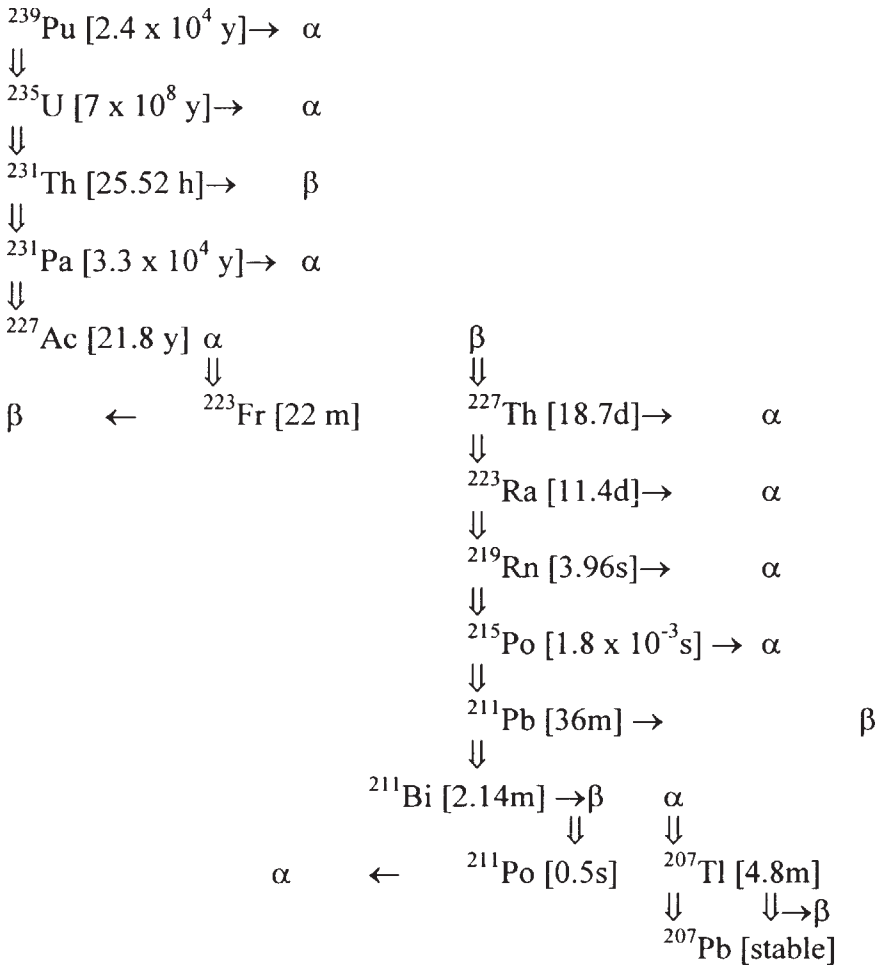 ²³⁹Pu [2.4 x 10⁴ y]→ α
⇓
²³⁵U [7 x 10⁸ y]→ α
⇓
²³¹Th [25.52 h]→ β
⇓
²³¹Pa [3.3 x 10⁴ y]→ α
⇓
²²⁷Ac [21.8 y] α β
⇓ ⇓
β ← ²²³Fr [22 m] ²²⁷Th [18.7d]→ α
⇓
²²³Ra [11.4d]→ α
⇓
²¹⁹Rn [3.96s]→ α
⇓
²¹⁵Po [1.8 x 10⁻³s] → α
⇓
²¹¹Pb [36m] → β
⇓
²¹¹Bi [2.14m] →β α
⇓ ⇓
α ← ²¹¹Po [0.5s] ²⁰⁷Tl [4.8m]
⇓ ⇓→β
²⁰⁷Pb [stable]